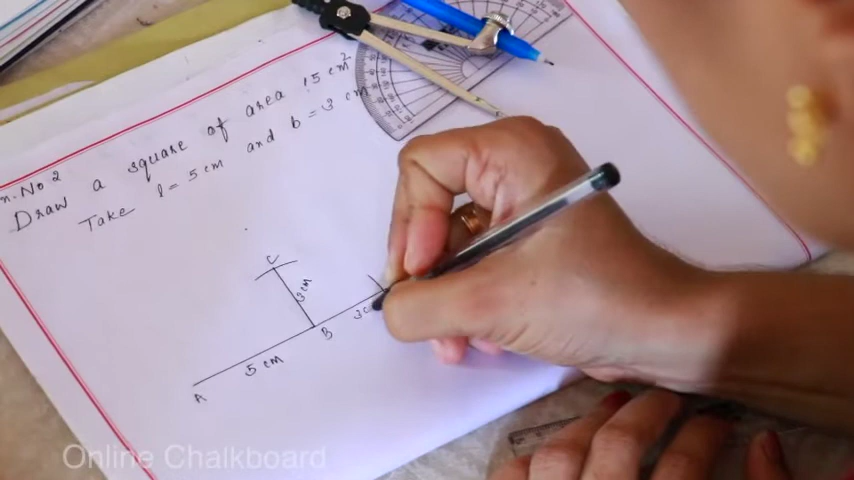 n. No 2
Draw a square of area 15 cm²
Take l = 5 cm and b = 3 cm
C
3 cm
3 c
B
5 cm
A
Online Chalkboard